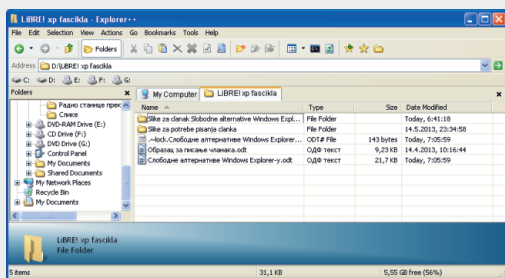 LiBRE! xp fascikla - Explorer++
File Edit Selection View Actions Go Bookmarks Tools Help
Folders
Address D:\LiBRE! xp fascikla
C: D: E: F: G:
Folders
My Computer LiBRE! xp fascikla
Name Type Size Date Modified
Радио станице преко
Слике
DVD-RAM Drive (E:)
CD Drive (F:)
DVD Drive (G:)
Control Panel
My Documents
Shared Documents
My Network Places
Recycle Bin
My Documents
Slike za clanak Slobodne alternative Windows Expl... File Folder Today, 6:41:18
Slike za potrebe pisanja clanka File Folder 14.5.2013, 23:34:58
.~lock.Слободне алтернативе Windows Explorer... ODT# File 143 bytes Today, 7:05:59
Образац за писање чланака.odt ОДФ текст 9,23 KB 14.4.2013, 10:16:44
Слободне алтернативе Windows Explorer-у.odt ОДФ текст 21,7 KB Today, 7:05:59
LiBRE! xp fascikla
File Folder
5 items 31,1 KB 5,55 GB free (56%)